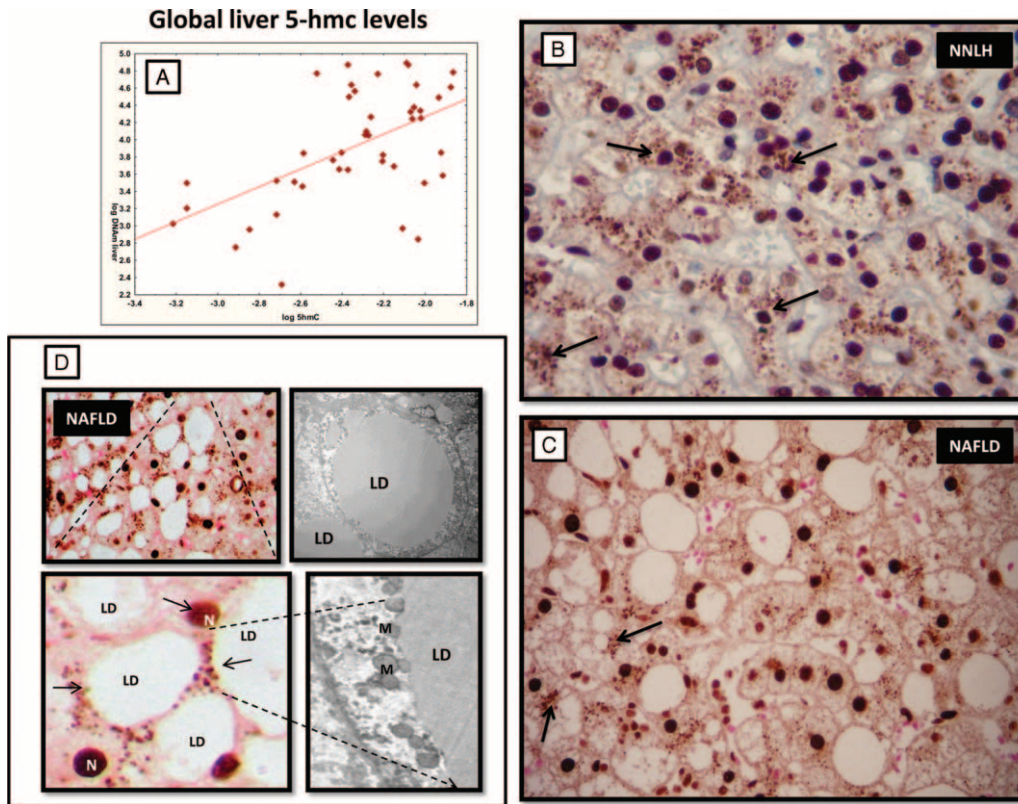 Global liver 5-hmc levels
A
5.0
4.8
4.6
4.4
4.2
4.0
3.8
3.6
3.4
3.2
3.0
2.8
2.6
2.4
2.2
log DNAm liver
-3.4 -3.2 -3.0 -2.8 -2.6 -2.4 -2.2 -2.0 -1.8
log 5hmC
B
NNLH
D
NAFLD
LD
LD
LD
N
LD
LD
LD
N
M
M
LD
C
NAFLD